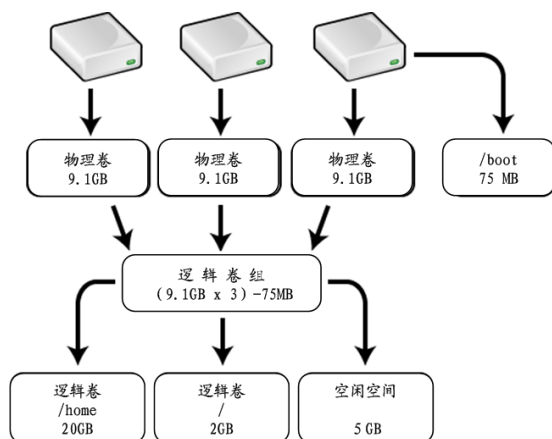 物理卷
9.1GB
物理卷
9.1GB
物理卷
9.1GB
/boot
75 MB
逻 辑 卷 组
(9.1GB x 3)-75MB
逻辑卷
/home
20GB
逻辑卷
/
2GB
空闲空间
5 GB